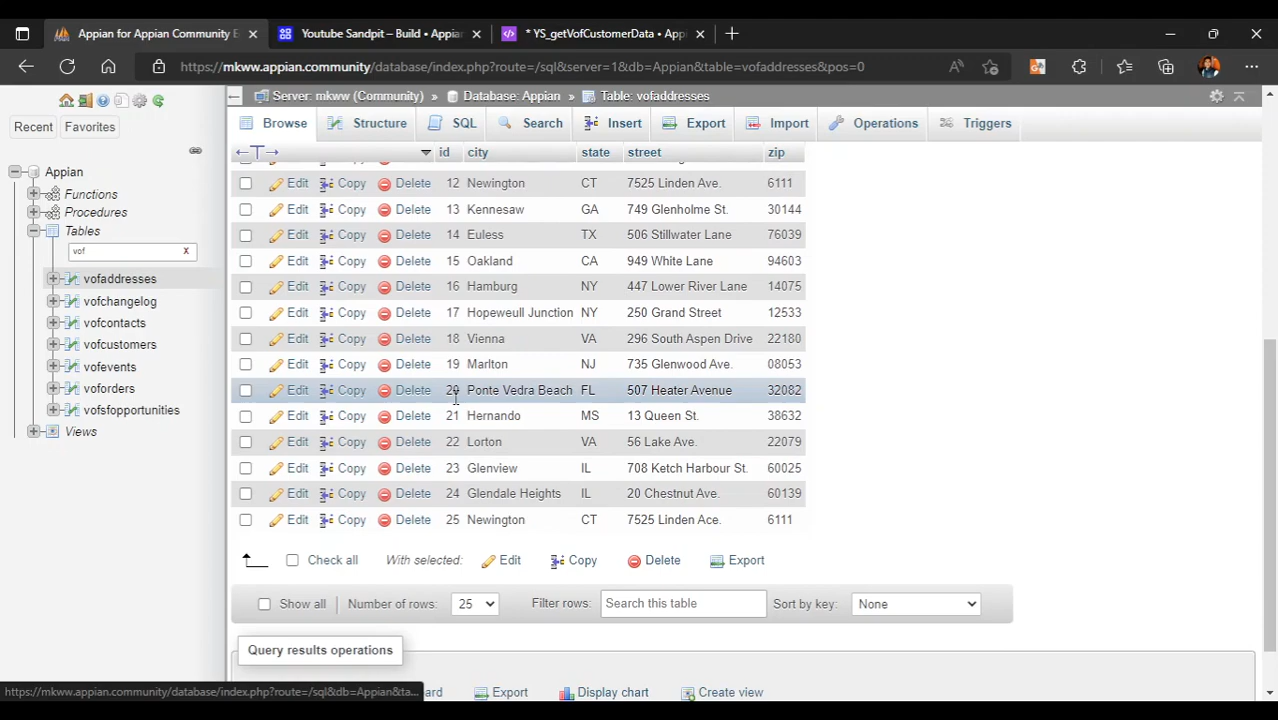 Appian for Appian Community E
Youtube Sandpit – Build • Appian
* YS_getVofCustomerData • Appi
https://mkww.appian.community/database/index.php?route=/sql&server=1&db=Appian&table=vofaddresses&pos=0
Recent Favorites
Appian
Functions
Procedures
Tables
vof X
vofaddresses
vofchangelog
vofcontacts
vofcustomers
vofevents
voforders
vofsfopportunities
Views
Server: mkww (Community) » Database: Appian » Table: vofaddresses
Browse Structure SQL Search Insert Export Import Operations Triggers
←T→ id city state street zip
Edit Copy Delete 12 Newington CT 7525 Linden Ave. 6111
Edit Copy Delete 13 Kennesaw GA 749 Glenholme St. 30144
Edit Copy Delete 14 Euless TX 506 Stillwater Lane 76039
Edit Copy Delete 15 Oakland CA 949 White Lane 94603
Edit Copy Delete 16 Hamburg NY 447 Lower River Lane 14075
Edit Copy Delete 17 Hopeweull Junction NY 250 Grand Street 12533
Edit Copy Delete 18 Vienna VA 296 South Aspen Drive 22180
Edit Copy Delete 19 Marlton NJ 735 Glenwood Ave. 08053
Edit Copy Delete 20 Ponte Vedra Beach FL 507 Heater Avenue 32082
Edit Copy Delete 21 Hernando MS 13 Queen St. 38632
Edit Copy Delete 22 Lorton VA 56 Lake Ave. 22079
Edit Copy Delete 23 Glenview IL 708 Ketch Harbour St. 60025
Edit Copy Delete 24 Glendale Heights IL 20 Chestnut Ave. 60139
Edit Copy Delete 25 Newington CT 7525 Linden Ace. 6111
Check all With selected: Edit Copy Delete Export
Show all Number of rows: 25 Filter rows: Search this table Sort by key: None
Query results operations
Export Display chart Create view
https://mkww.appian.community/database/index.php?route=/sql&db=Appian&ta...